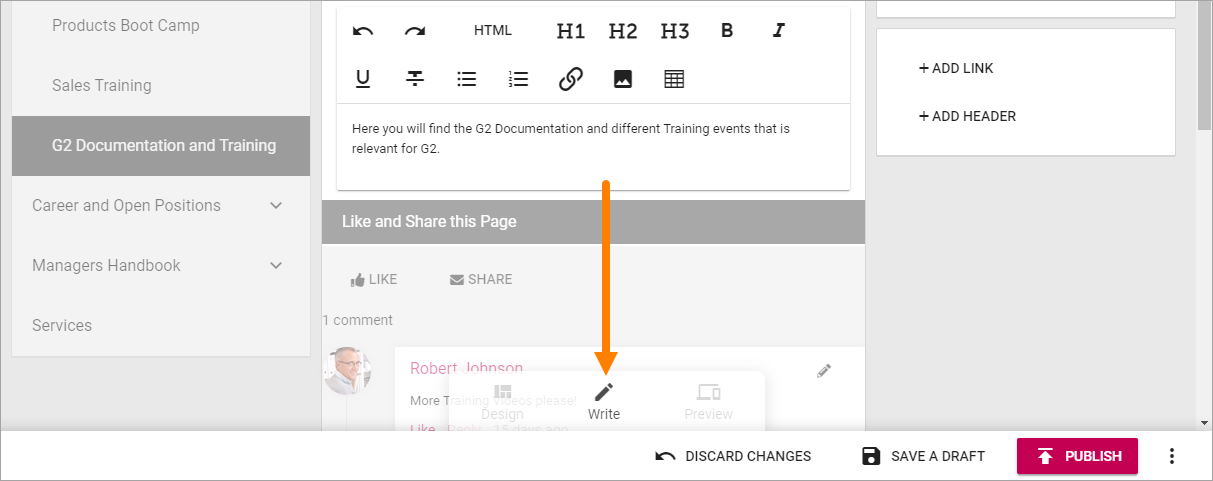 Products Boot Camp
Sales Training
G2 Documentation and Training
Career and Open Positions
Managers Handbook
Services
HTML H1 H2 H3 B I
U T
Here you will find the G2 Documentation and different Training events that is
relevant for G2.
Like and Share this Page
LIKE SHARE
1 comment
Robert Johnson
More Training Videos please!
Like Reply 15 days ago
Design Write Preview
+ ADD LINK
+ ADD HEADER
DISCARD CHANGES SAVE A DRAFT PUBLISH